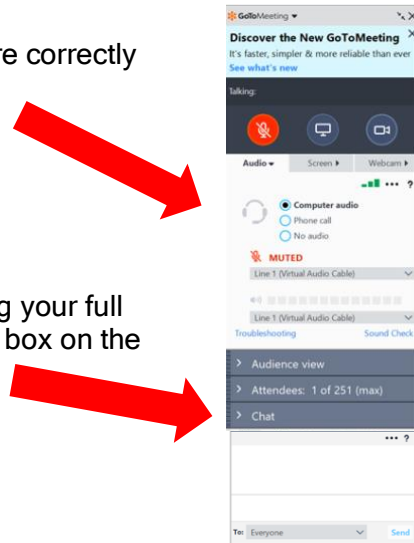 re correctly
g your full
box on the
GoToMeeting
Discover the New GoToMeeting
It's faster, simpler & more reliable than ever
See what's new
Talking:
Audio Screen Webcam
... ?
Computer audio
Phone call
No audio
MUTED
Line 1 (Virtual Audio Cable)
Line 1 (Virtual Audio Cable)
Troubleshooting Sound Check
> Audience view
> Attendees: 1 of 251 (max)
> Chat
... ?
To: Everyone Send